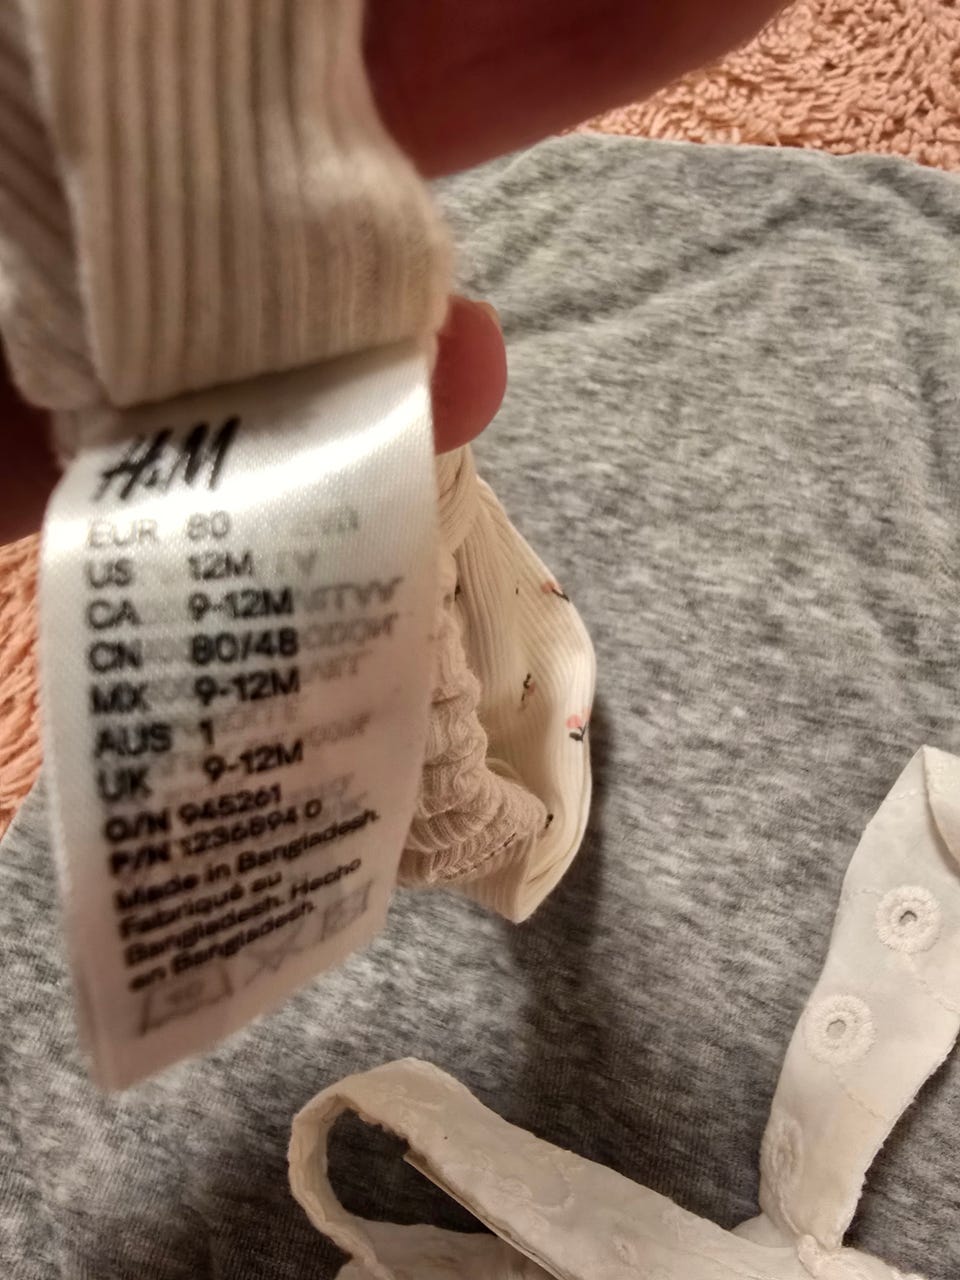 H&M
EUR 80
US 12M
CA 9-12M
CN 80/48
MX 9-12M
AUS 1
UK 9-12M
O/N 945261
P/N 1236894 0
Made in Bangladesh.
Fabriqué au
Bangladesh. Hecho
en Bangladesh.